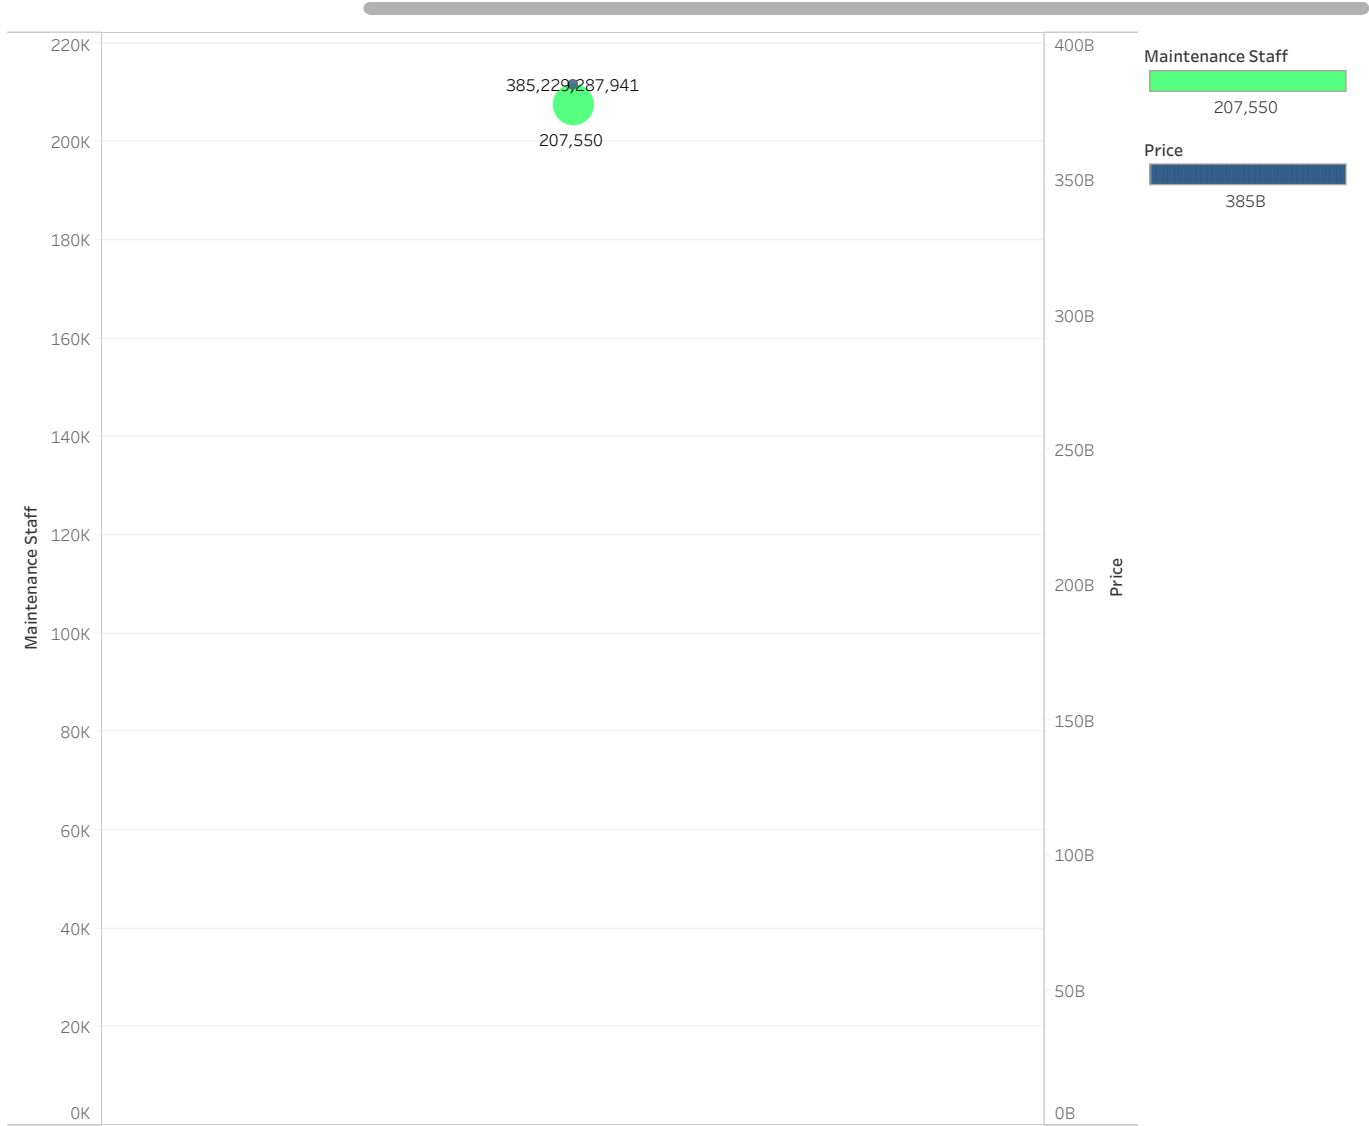 220K
200K
180K
160K
140K
120K
100K
80K
60K
40K
20K
0K
Maintenance Staff
385,229,287,941
207,550
400B
350B
300B
250B
200B
150B
100B
50B
0B
Price
Maintenance Staff
207,550
Price
385B